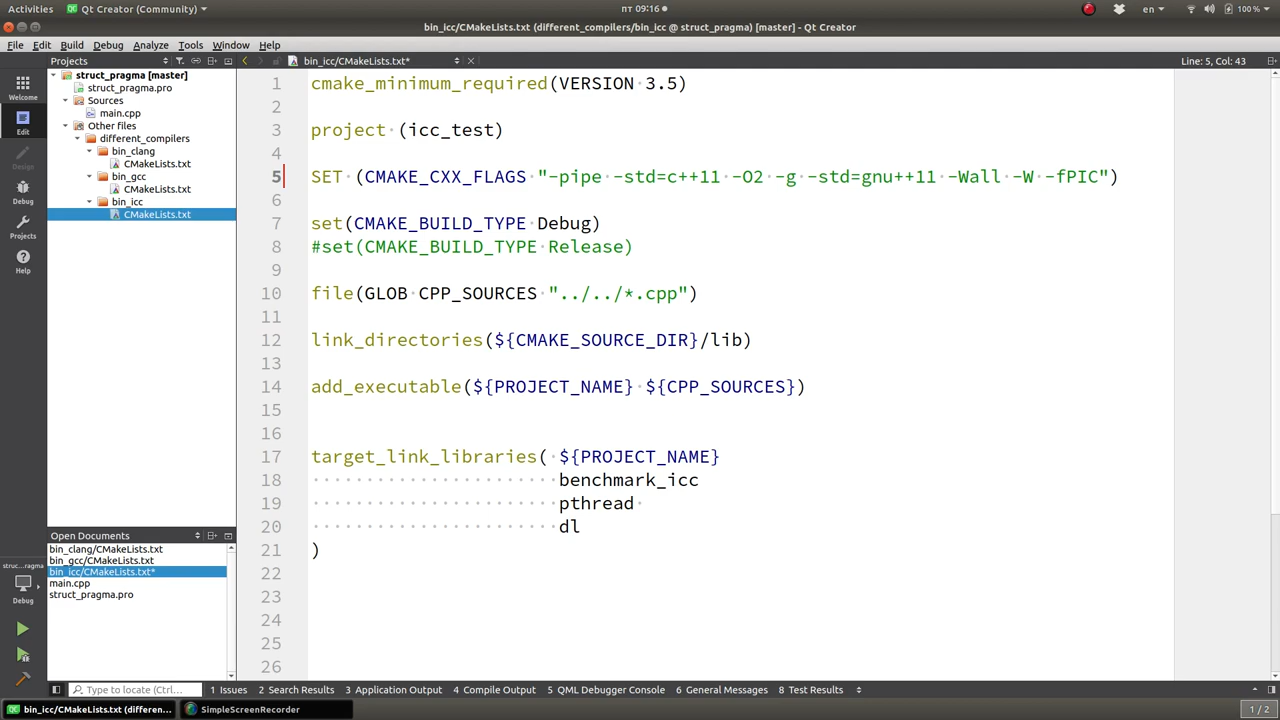 Activities
Qt Creator (Community)
пт 09:16
en
100 %
bin_icc/CMakeLists.txt (different_compilers/bin_icc @ struct_pragma) [master] - Qt Creator
File Edit Build Debug Analyze Tools Window Help
Projects
bin_icc/CMakeLists.txt*
Line: 5, Col: 43
Welcome
Edit
Design
Debug
Projects
Help
struct_pragma [master]
struct_pragma.pro
Sources
main.cpp
Other files
different_compilers
bin_clang
CMakeLists.txt
bin_gcc
CMakeLists.txt
bin_icc
CMakeLists.txt
1 cmake_minimum_required(VERSION 3.5)
2
3 project (icc_test)
4
5 SET (CMAKE_CXX_FLAGS "-pipe -std=c++11 -O2 -g -std=gnu++11 -Wall -W -fPIC")
6
7 set(CMAKE_BUILD_TYPE Debug)
8 #set(CMAKE_BUILD_TYPE Release)
9
10 file(GLOB CPP_SOURCES "../../*.cpp")
11
12 link_directories(${CMAKE_SOURCE_DIR}/lib)
13
14 add_executable(${PROJECT_NAME} ${CPP_SOURCES})
15
16
17 target_link_libraries( ${PROJECT_NAME}
18 benchmark_icc
19 pthread
20 dl
21 )
22
23
24
25
26
Open Documents
bin_clang/CMakeLists.txt
bin_gcc/CMakeLists.txt
bin_icc/CMakeLists.txt*
main.cpp
struct_pragma.pro
struc...ragma
Debug
Type to locate (...
1 Issues
2 Search Results
3 Application Output
4 Compile Output
5 QML Debugger Console
6 General Messages
8 Test Results
bin_icc/CMakeLists.txt (differen...
SimpleScreenRecorder
1 / 2